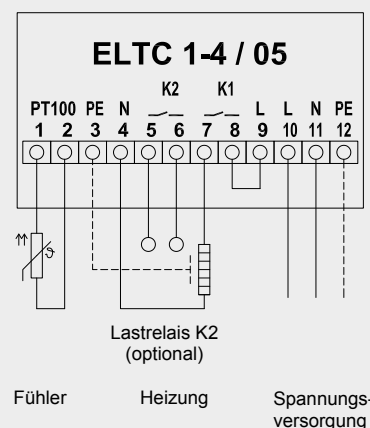 ELTC 1-4 / 05
K2 K1
PT100 PE N L L N PE
1 2 3 4 5 6 7 8 9 10 11 12
ϑ
Lastrelais K2
(optional)
Fühler Heizung Spannungs-
versorgung